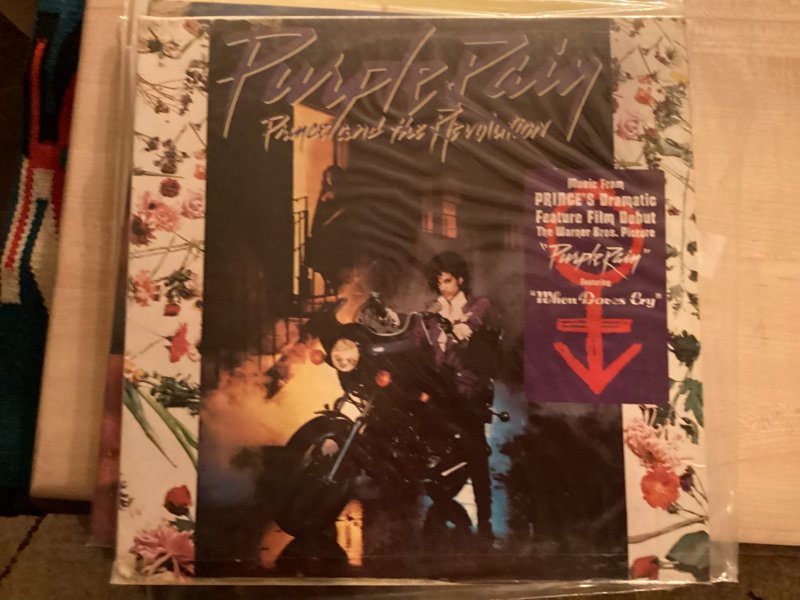 Purple Rain
Prince and the Revolution
Music From
PRINCE'S Dramatic
Feature Film Debut
The Warner Bros. Picture
"Purple Rain"
Featuring
"When Doves Cry"